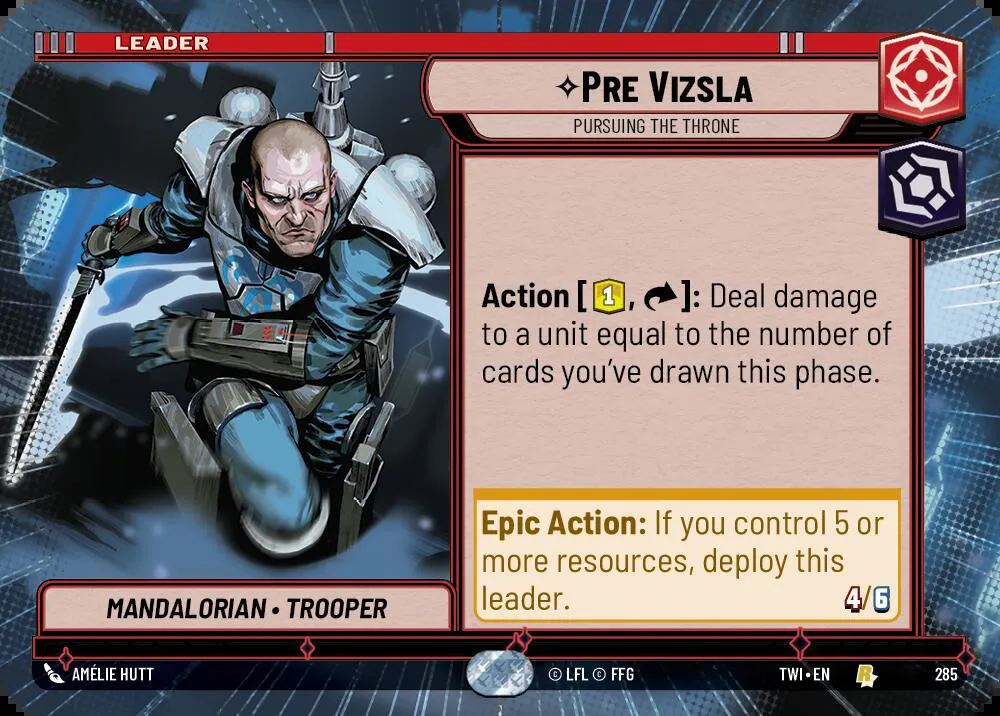 LEADER
PRE VIZSLA
PURSUING THE THRONE
Action [1, ]: Deal damage
to a unit equal to the number of
cards you've drawn this phase.
Epic Action: If you control 5 or
more resources, deploy this
leader.
4/6
MANDALORIAN • TROOPER
AMÉLIE HUTT
© LFL © FFG
TWI • EN
R
285